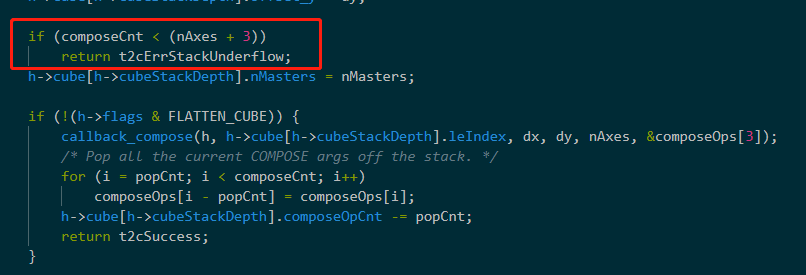 if (composeCnt < (nAxes + 3))
return t2cErrStackUnderflow;
h->cube[h->cubeStackDepth].nMasters = nMasters;
if (!(h->flags & FLATTEN_CUBE)) {
callback_compose(h, h->cube[h->cubeStackDepth].leIndex, dx, dy, nAxes, &composeOps[3]);
/* Pop all the current COMPOSE args off the stack. */
for (i = popCnt; i < composeCnt; i++)
composeOps[i - popCnt] = composeOps[i];
h->cube[h->cubeStackDepth].composeOpCnt -= popCnt;
return t2cSuccess;
}